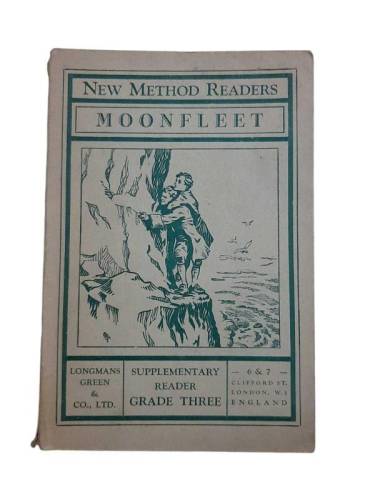 NEW METHOD READERS
MOONFLEET
LONGMANS
GREEN
&
CO., LTD.
SUPPLEMENTARY
READER
GRADE THREE
— 6 & 7 —
CLIFFORD ST.
LONDON, W.1
ENGLAND